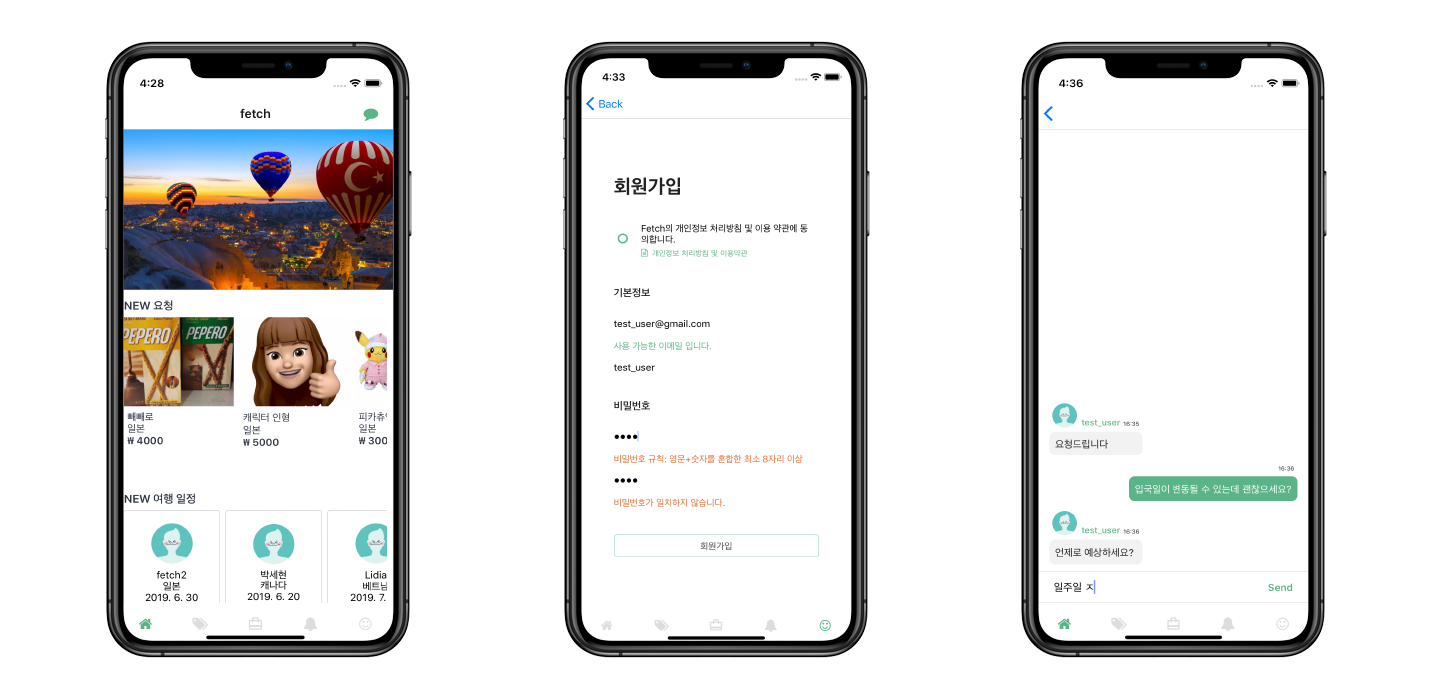 4:28
fetch
NEW 요청
PEPERO
PEPERO
빼빼로
일본
₩ 4000
캐릭터 인형
일본
₩ 5000
피카츄
일본
₩ 300
NEW 여행 일정
fetch2
일본
2019. 6. 30
박세현
캐나다
2019. 6. 20
Lidia
베트남
2019. 7.
4:33
Back
회원가입
Fetch의 개인정보 처리방침 및 이용 약관에 동
의합니다.
개인정보 처리방침 및 이용약관
기본정보
test_user@gmail.com
사용 가능한 이메일 입니다.
test_user
비밀번호
••••
비밀번호 규칙: 영문+숫자를 혼합한 최소 8자리 이상
••••
비밀번호가 일치하지 않습니다.
회원가입
4:36
test_user 16:35
요청드립니다
16:36
입국일이 변동될 수 있는데 괜찮으세요?
test_user 16:36
언제로 예상하세요?
일주일 ㅈ
Send